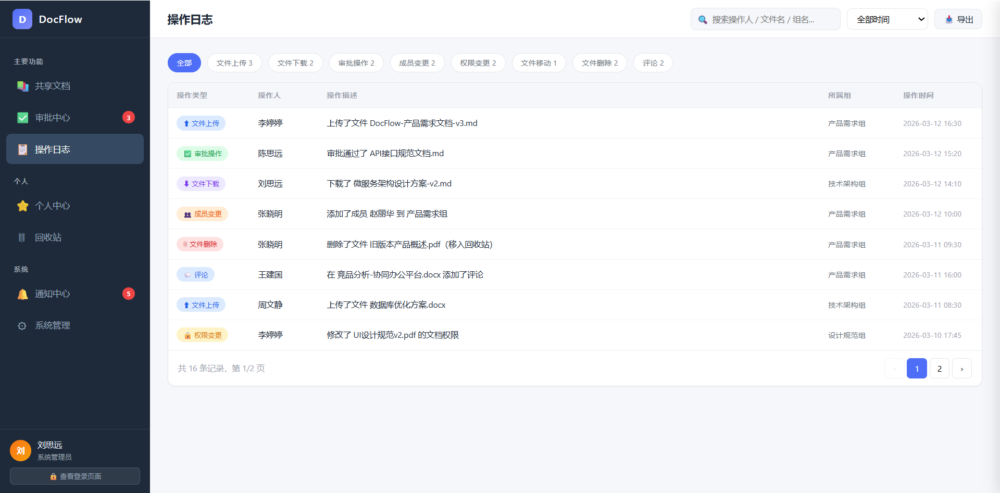 D DocFlow
主要功能
共享文档
审批中心 3
操作日志
个人
个人中心
回收站
系统
通知中心 5
系统管理
刘 刘思远
系统管理员
查看登录页面
操作日志
搜索操作人 / 文件名 / 组名...
全部时间
导出
全部 文件上传 3 文件下载 2 审批操作 2 成员变更 2 权限变更 2 文件移动 1 文件删除 2 评论 2
操作类型 操作人 操作描述 所属组 操作时间
文件上传 李婷婷 上传了文件 DocFlow-产品需求文档-v3.md 产品需求组 2026-03-12 16:30
审批操作 陈思远 审批通过了 API接口规范文档.md 产品需求组 2026-03-12 15:20
文件下载 刘思远 下载了 微服务架构设计方案-v2.md 技术架构组 2026-03-12 14:10
成员变更 张晓明 添加了成员 赵丽华 到 产品需求组 产品需求组 2026-03-12 10:00
文件删除 张晓明 删除了文件 旧版本产品概述.pdf（移入回收站） 产品需求组 2026-03-11 09:30
评论 王建国 在 竞品分析-协同办公平台.docx 添加了评论 产品需求组 2026-03-11 16:00
文件上传 周文静 上传了文件 数据库优化方案.docx 技术架构组 2026-03-11 08:30
权限变更 李婷婷 修改了 UI设计规范v2.pdf 的文档权限 设计规范组 2026-03-10 17:45
共 16 条记录，第 1/2 页 ‹ 1 2 ›